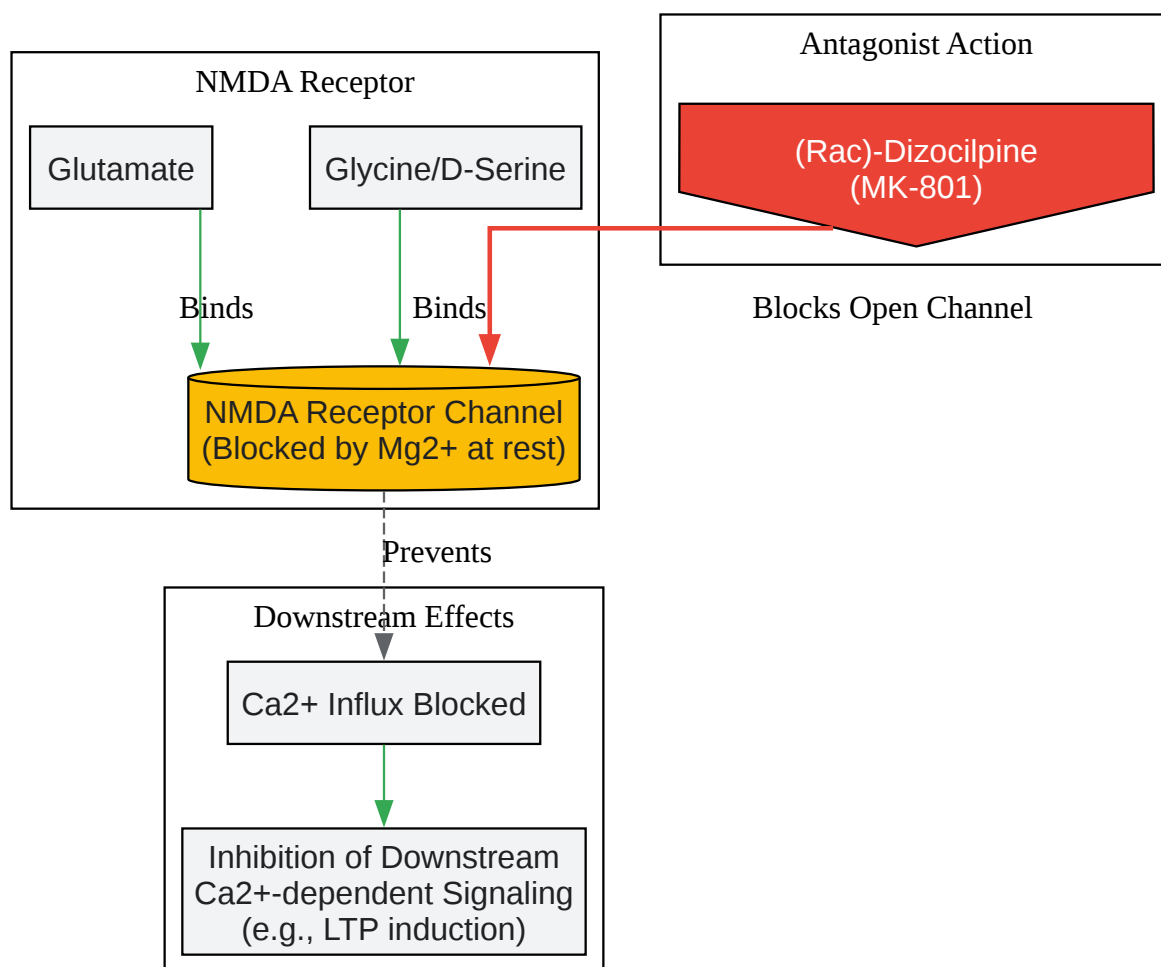 Antagonist Action
NMDA Receptor
(Rac)-Dizocilpine
(MK-801)
Glutamate
Glycine/D-Serine
Binds
Binds
Blocks Open Channel
NMDA Receptor Channel
(Blocked by Mg2+ at rest)
Prevents
Downstream Effects
Ca2+ Influx Blocked
Inhibition of Downstream
Ca2+-dependent Signaling
(e.g., LTP induction)